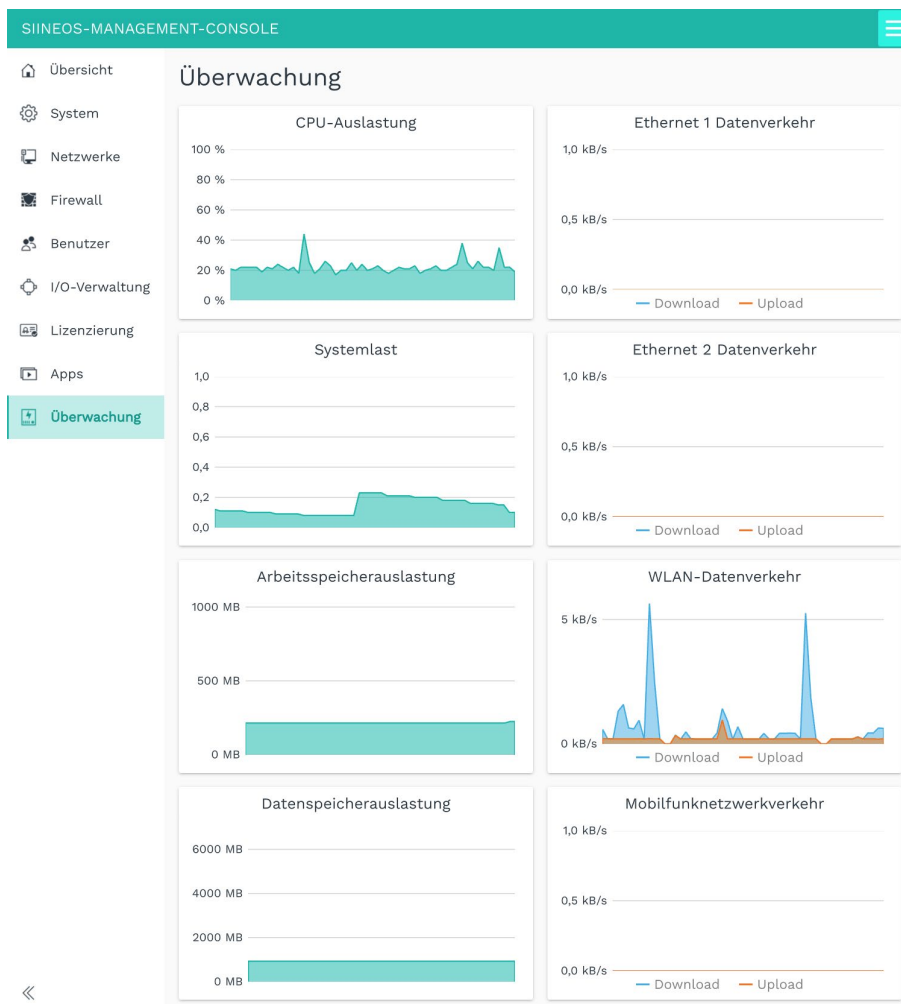 SIINEOS-MANAGEMENT-CONSOLE
Übersicht
System
Netzwerke
Firewall
Benutzer
I/O-Verwaltung
Lizenzierung
Apps
Überwachung
Überwachung
CPU-Auslastung
100 %
80 %
60 %
40 %
20 %
0 %
Ethernet 1 Datenverkehr
1,0 kB/s
0,5 kB/s
0,0 kB/s
Download Upload
Systemlast
1,0
0,8
0,6
0,4
0,2
0,0
Ethernet 2 Datenverkehr
1,0 kB/s
0,5 kB/s
0,0 kB/s
Download Upload
Arbeitsspeicherauslastung
1000 MB
500 MB
0 MB
WLAN-Datenverkehr
5 kB/s
0 kB/s
Download Upload
Datenspeicherauslastung
6000 MB
4000 MB
2000 MB
0 MB
Mobilfunknetzwerkverkehr
1,0 kB/s
0,5 kB/s
0,0 kB/s
Download Upload